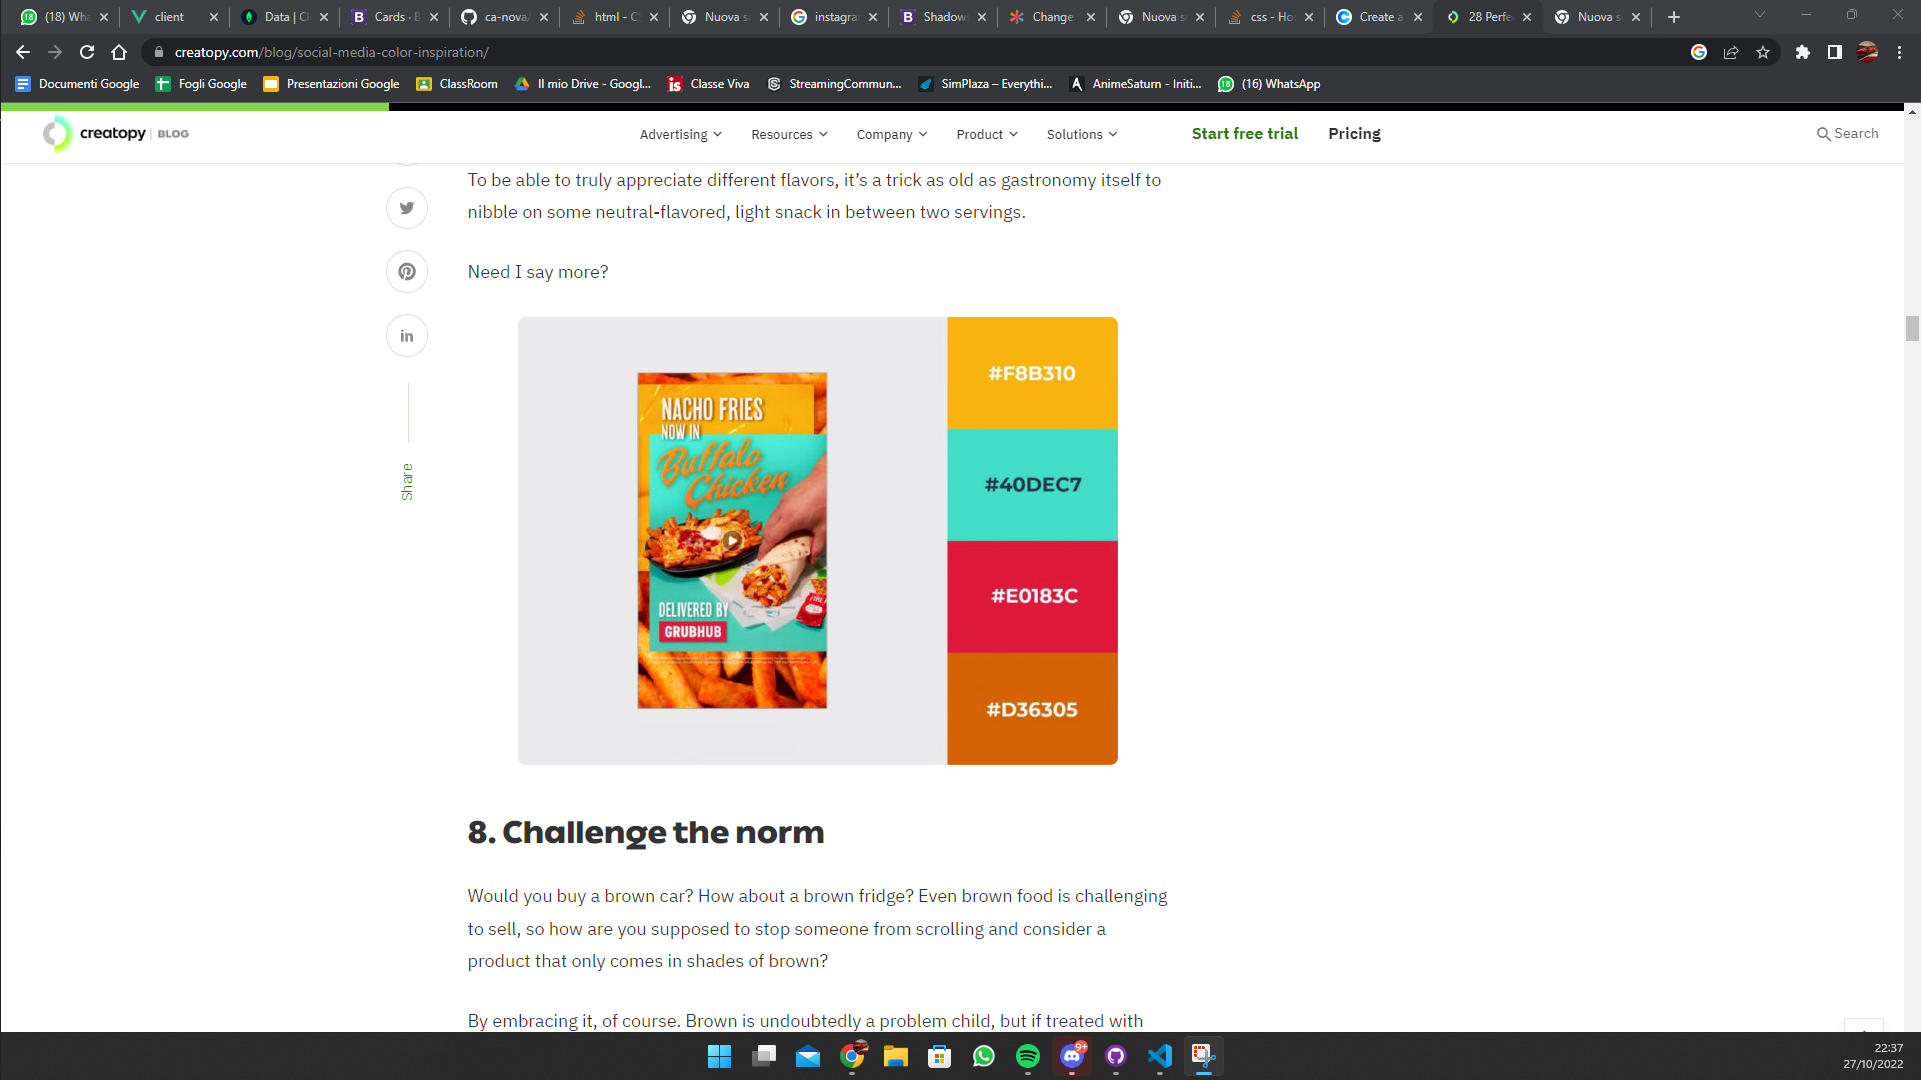 (18) Wha
client
Data | Cl
Cards · B
ca-nova/
html - CS
Nuova s
instagra
Shadow
Change
Nuova s
css - Ho
Create a
28 Perfe
Nuova s
creatopy.com/blog/social-media-color-inspiration/
Documenti Google
Fogli Google
Presentazioni Google
ClassRoom
Il mio Drive - Googl...
Classe Viva
StreamingCommun...
SimPlaza – Everythi...
AnimeSaturn - Initi...
(16) WhatsApp
creatopy | BLOG
Advertising
Resources
Company
Product
Solutions
Start free trial
Pricing
Search
To be able to truly appreciate different flavors, it’s a trick as old as gastronomy itself to
nibble on some neutral-flavored, light snack in between two servings.
Need I say more?
Share
NACHO FRIES
NOW IN
Buffalo
Chicken
DELIVERED BY
GRUBHUB
#F8B310
#40DEC7
#E0183C
#D36305
8. Challenge the norm
Would you buy a brown car? How about a brown fridge? Even brown food is challenging
to sell, so how are you supposed to stop someone from scrolling and consider a
product that only comes in shades of brown?
By embracing it, of course. Brown is undoubtedly a problem child, but if treated with
9+
22:37
27/10/2022